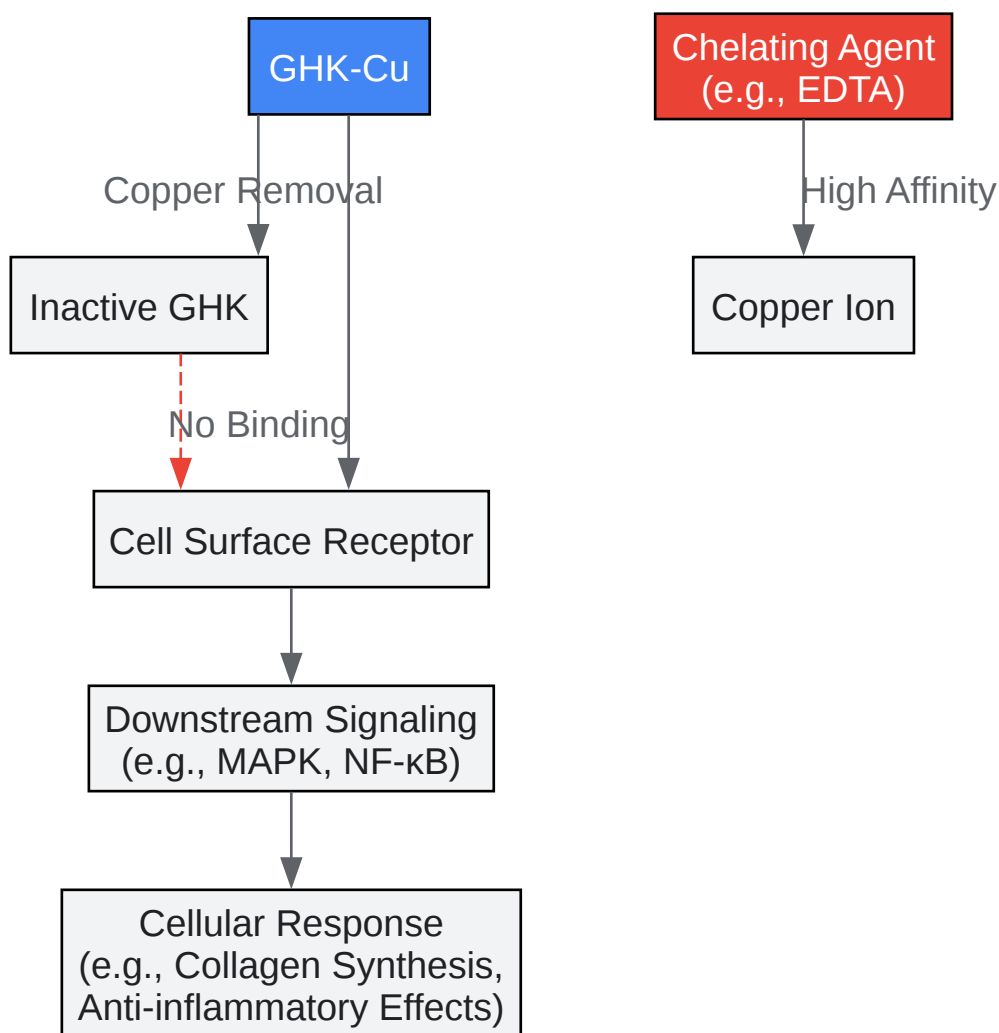 GHK-Cu
Chelating Agent
(e.g., EDTA)
Copper Removal
High Affinity
Inactive GHK
Copper Ion
No Binding
Cell Surface Receptor
Downstream Signaling
(e.g., MAPK, NF-κB)
Cellular Response
(e.g., Collagen Synthesis,
Anti-inflammatory Effects)